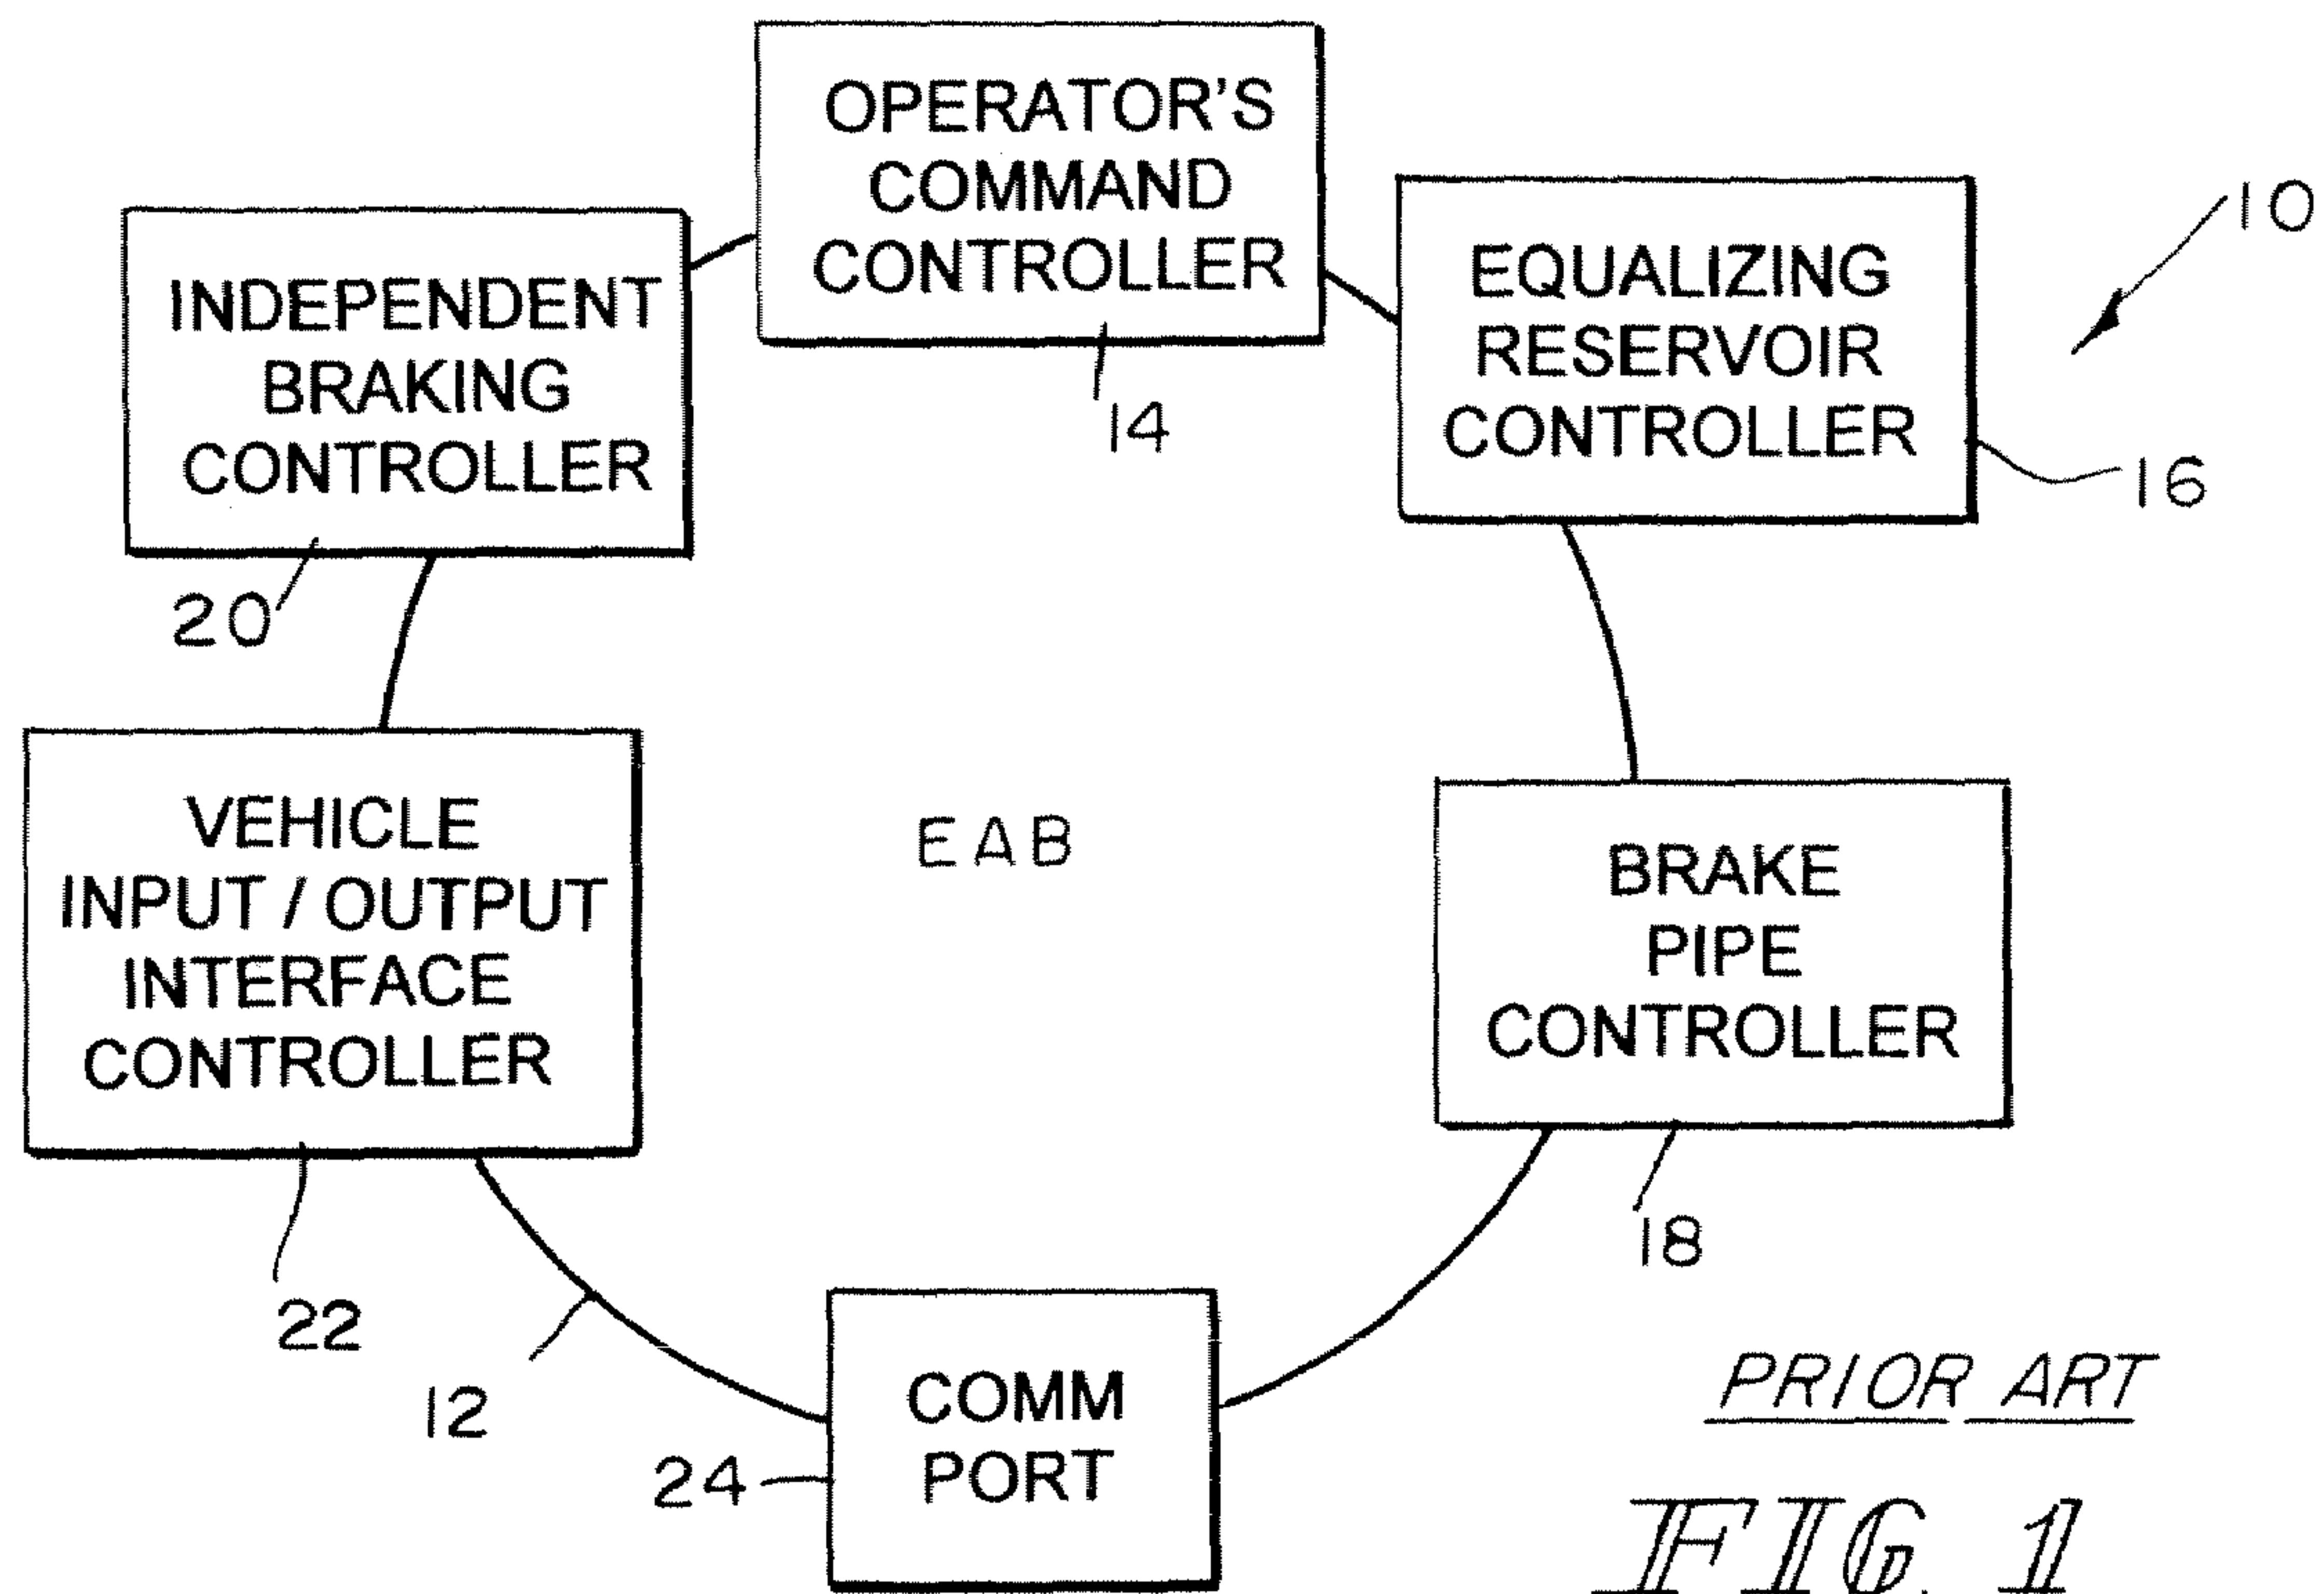 OPERATOR'S
COMMAND
CONTROLLER
14
INDEPENDENT
BRAKING
CONTROLLER
20
EQUALIZING
RESERVOIR
CONTROLLER
16
10
VEHICLE
INPUT / OUTPUT
INTERFACE
CONTROLLER
22
12
EAB
BRAKE
PIPE
CONTROLLER
18
COMM
PORT
24
PRIOR ART
FIG. 1